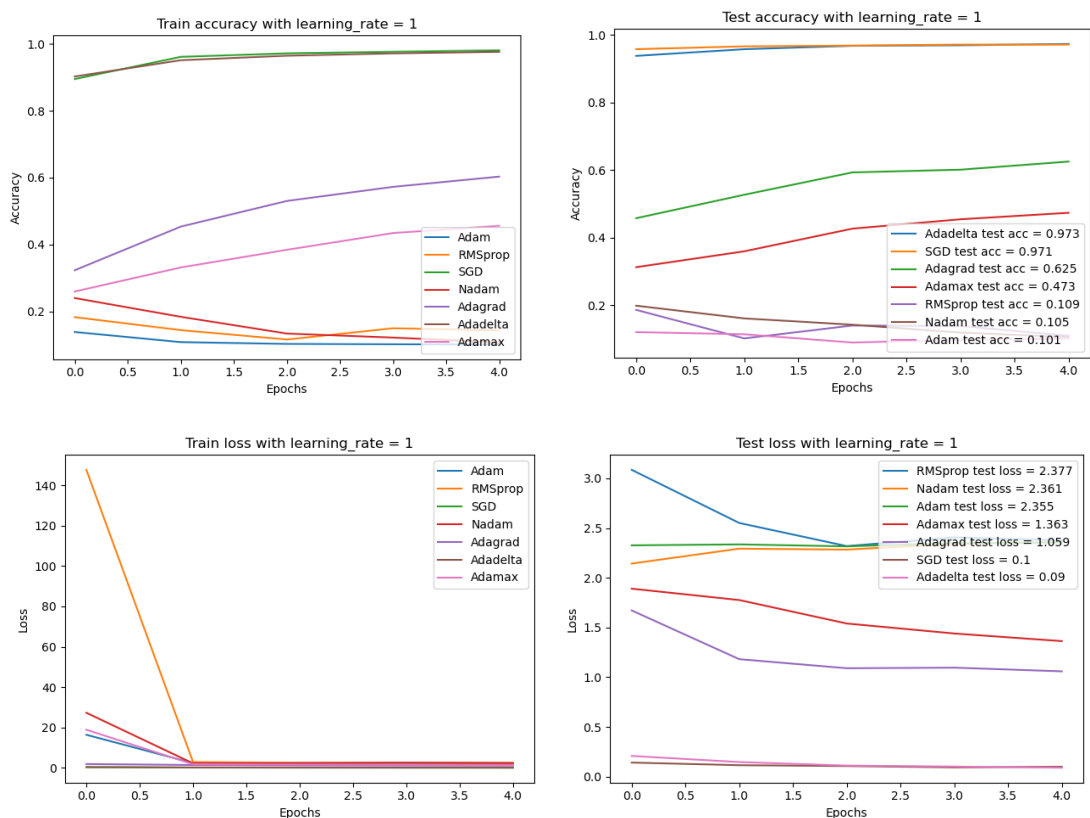 Train accuracy with learning_rate = 1
1.0
0.8
0.6
0.4
0.2
Accuracy
Adam
RMSprop
SGD
Nadam
Adagrad
Adadelta
Adamax
0.0 0.5 1.0 1.5 2.0 2.5 3.0 3.5 4.0
Epochs
Test accuracy with learning_rate = 1
1.0
0.8
0.6
0.4
0.2
Accuracy
Adadelta test acc = 0.973
SGD test acc = 0.971
Adagrad test acc = 0.625
Adamax test acc = 0.473
RMSprop test acc = 0.109
Nadam test acc = 0.105
Adam test acc = 0.101
0.0 0.5 1.0 1.5 2.0 2.5 3.0 3.5 4.0
Epochs
Train loss with learning_rate = 1
140
120
100
80
60
40
20
0
Loss
Adam
RMSprop
SGD
Nadam
Adagrad
Adadelta
Adamax
0.0 0.5 1.0 1.5 2.0 2.5 3.0 3.5 4.0
Epochs
Test loss with learning_rate = 1
3.0
2.5
2.0
1.5
1.0
0.5
0.0
Loss
RMSprop test loss = 2.377
Nadam test loss = 2.361
Adam test loss = 2.355
Adamax test loss = 1.363
Adagrad test loss = 1.059
SGD test loss = 0.1
Adadelta test loss = 0.09
0.0 0.5 1.0 1.5 2.0 2.5 3.0 3.5 4.0
Epochs